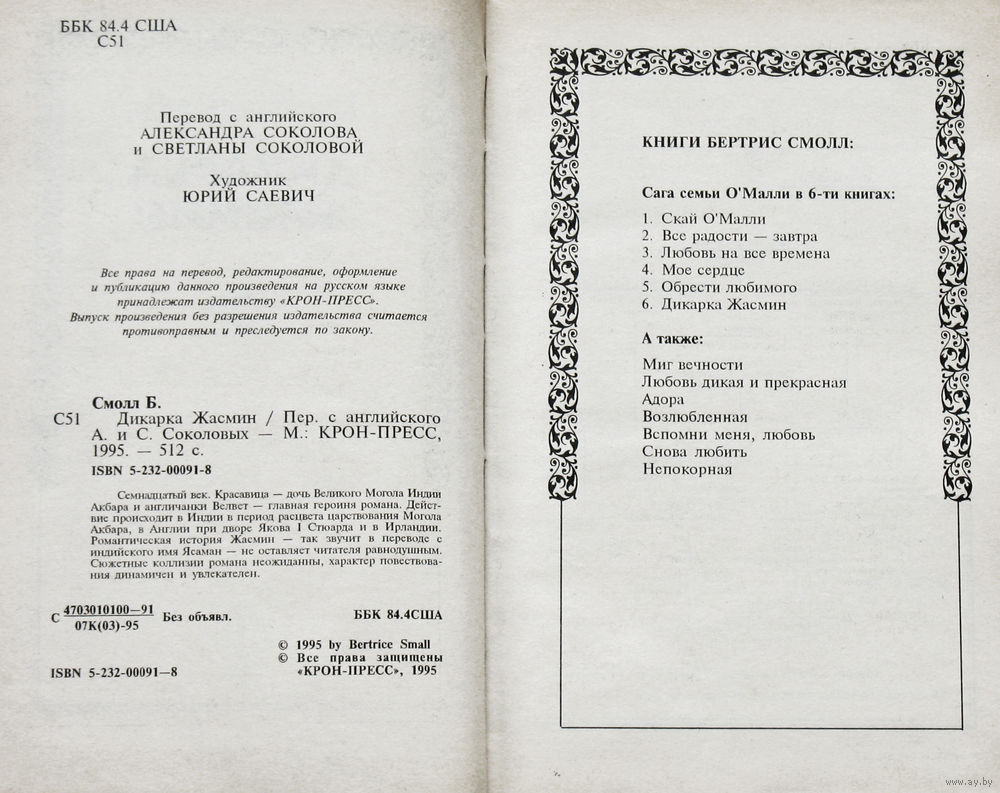 ББК 84.4 США
С51
Перевод с английского
АЛЕКСАНДРА СОКОЛОВА
и СВЕТЛАНЫ СОКОЛОВОЙ
Художник
ЮРИЙ САЕВИЧ
Все права на перевод, редактирование, оформление
и публикацию данного произведения на русском языке
принадлежат издательству «КРОН-ПРЕСС».
Выпуск произведения без разрешения издательства считается
противоправным и преследуется по закону.
Смолл Б.
С51 Дикарка Жасмин / Пер. с английского
А. и С. Соколовых — М.: КРОН-ПРЕСС,
1995. — 512 с.
ISBN 5-232-00091-8
Семнадцатый век. Красавица — дочь Великого Могола Индии
Акбара и англичанки Велвет — главная героиня романа. Дейст-
вие происходит в Индии в период расцвета царствования Могола
Акбара, в Англии при дворе Якова I Стюарда и в Ирландии.
Романтическая история Жасмин — так звучит в переводе с
индийского имя Ясаман — не оставляет читателя равнодушным.
Сюжетные коллизии романа неожиданны, характер повествова-
ния динамичен и увлекателен.
С 4703010100—91
07К(03)-95 Без объявл. ББК 84.4США
© 1995 by Bertrice Small
© Все права защищены
«КРОН-ПРЕСС», 1995
ISBN 5-232-00091—8
КНИГИ БЕРТРИС СМОЛЛ:
Сага семьи О'Малли в 6-ти книгах:
1. Скай О'Малли
2. Все радости — завтра
3. Любовь на все времена
4. Мое сердце
5. Обрести любимого
6. Дикарка Жасмин
А также:
Миг вечности
Любовь дикая и прекрасная
Адора
Возлюбленная
Вспомни меня, любовь
Снова любить
Непокорная
www.ay.by